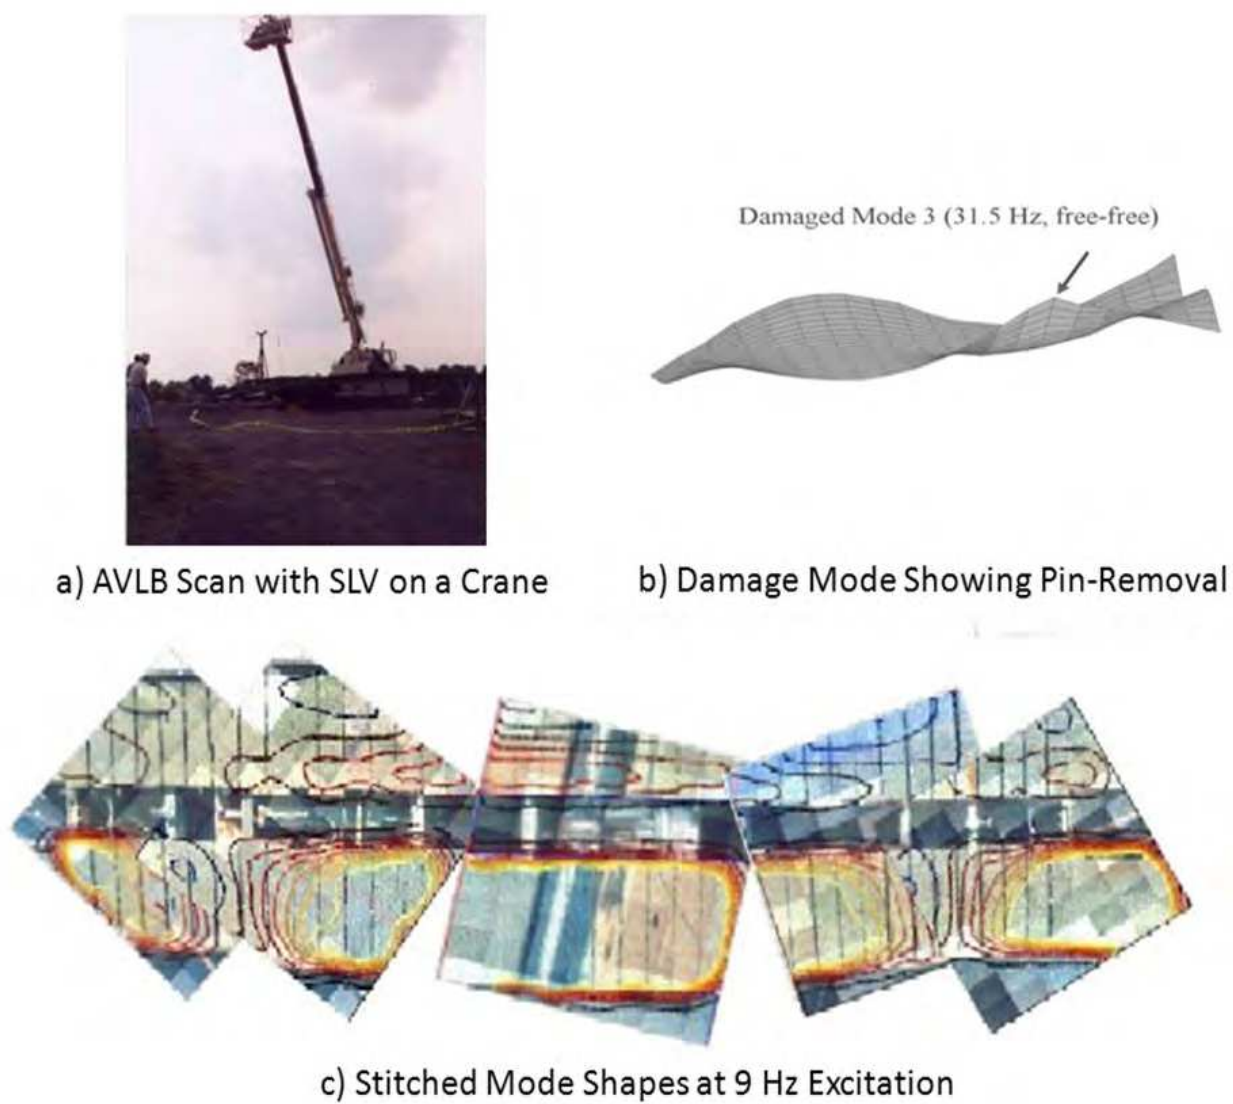 Damaged Mode 3 (31.5 Hz, free-free)
a) AVLB Scan with SLV on a Crane
b) Damage Mode Showing Pin-Removal
c) Stitched Mode Shapes at 9 Hz Excitation